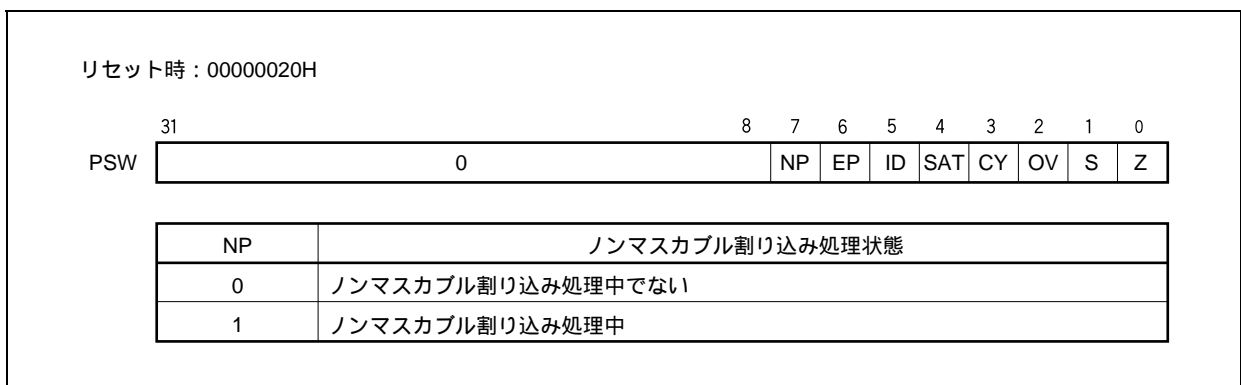 リセット時：00000020H
31 8 7 6 5 4 3 2 1 0
PSW 0 NP EP ID SAT CY OV S Z
NP ノンマスカブル割り込み処理状態
0 ノンマスカブル割り込み処理中でない
1 ノンマスカブル割り込み処理中